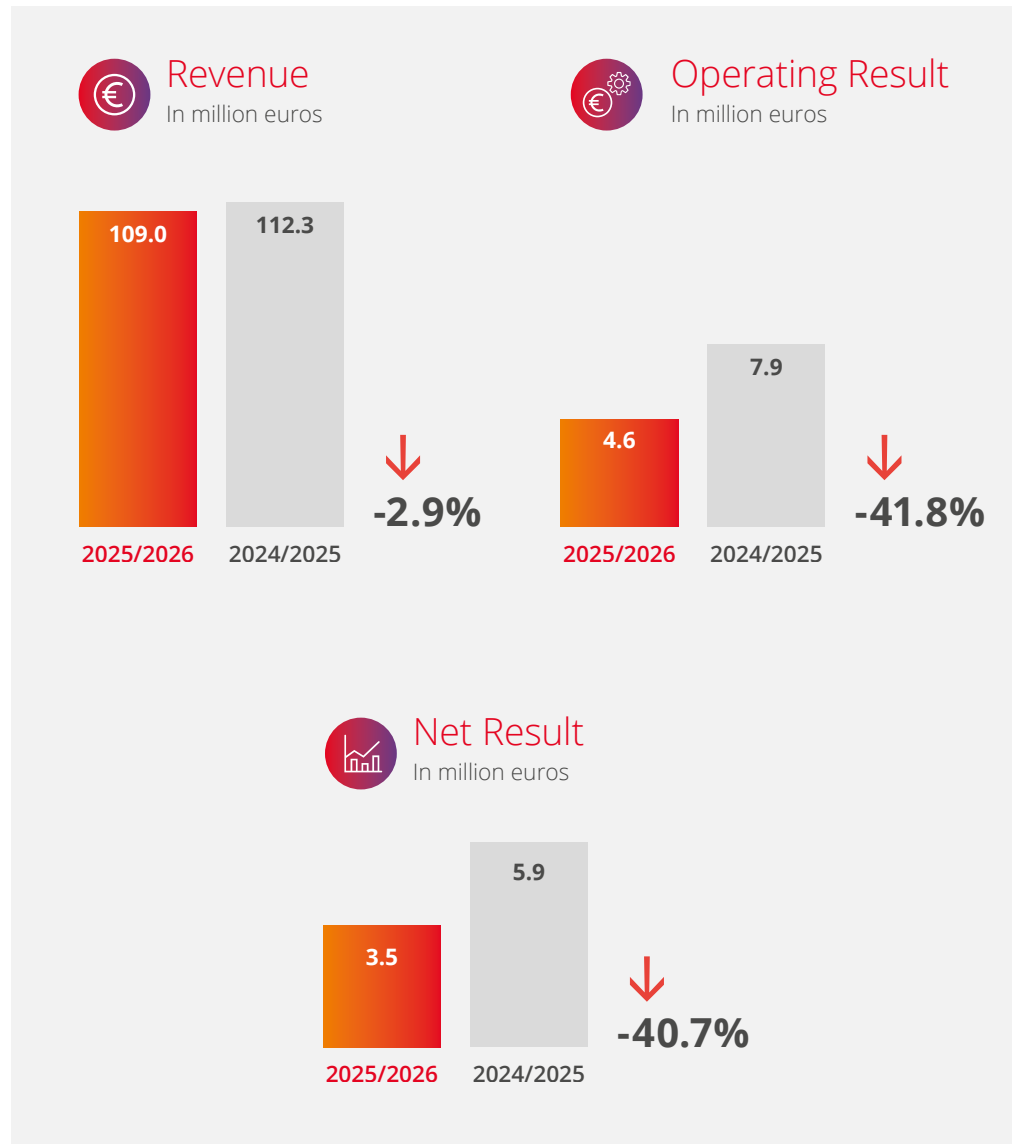 Revenue
In million euros
109.0
112.3
-2.9%
2025/2026
2024/2025
Operating Result
In million euros
4.6
7.9
-41.8%
2025/2026
2024/2025
Net Result
In million euros
3.5
5.9
-40.7%
2025/2026
2024/2025